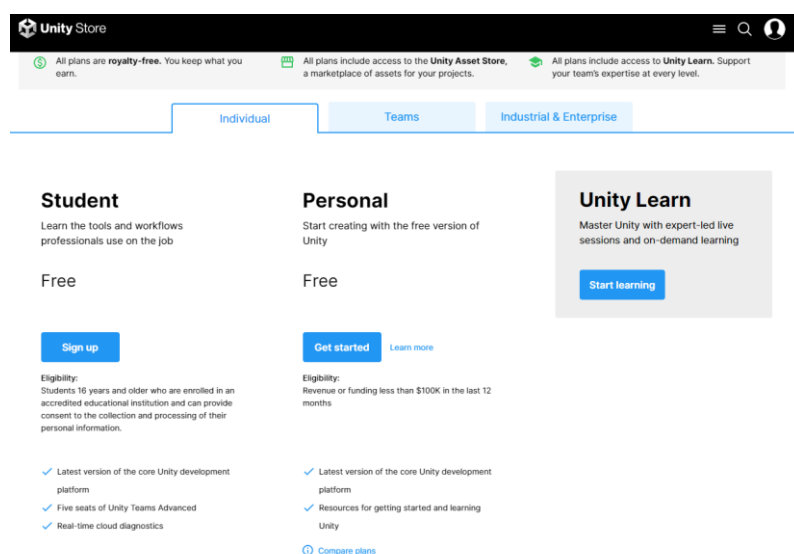 Unity Store
All plans are royalty-free. You keep what you
earn.
All plans include access to the Unity Asset Store,
a marketplace of assets for your projects.
All plans include access to Unity Learn. Support
your team's expertise at every level.
Individual
Teams
Industrial & Enterprise
Student
Learn the tools and workflows
professionals use on the job
Free
Sign up
Eligibility:
Students 16 years and older who are enrolled in an
accredited educational institution and can provide
consent to the collection and processing of their
personal information.
Latest version of the core Unity development
platform
Five seats of Unity Teams Advanced
Real-time cloud diagnostics
Personal
Start creating with the free version of
Unity
Free
Get started
Learn more
Eligibility:
Revenue or funding less than $100K in the last 12
months
Latest version of the core Unity development
platform
Resources for getting started and learning
Unity
Compare plans
Unity Learn
Master Unity with expert-led live
sessions and on-demand learning
Start learning